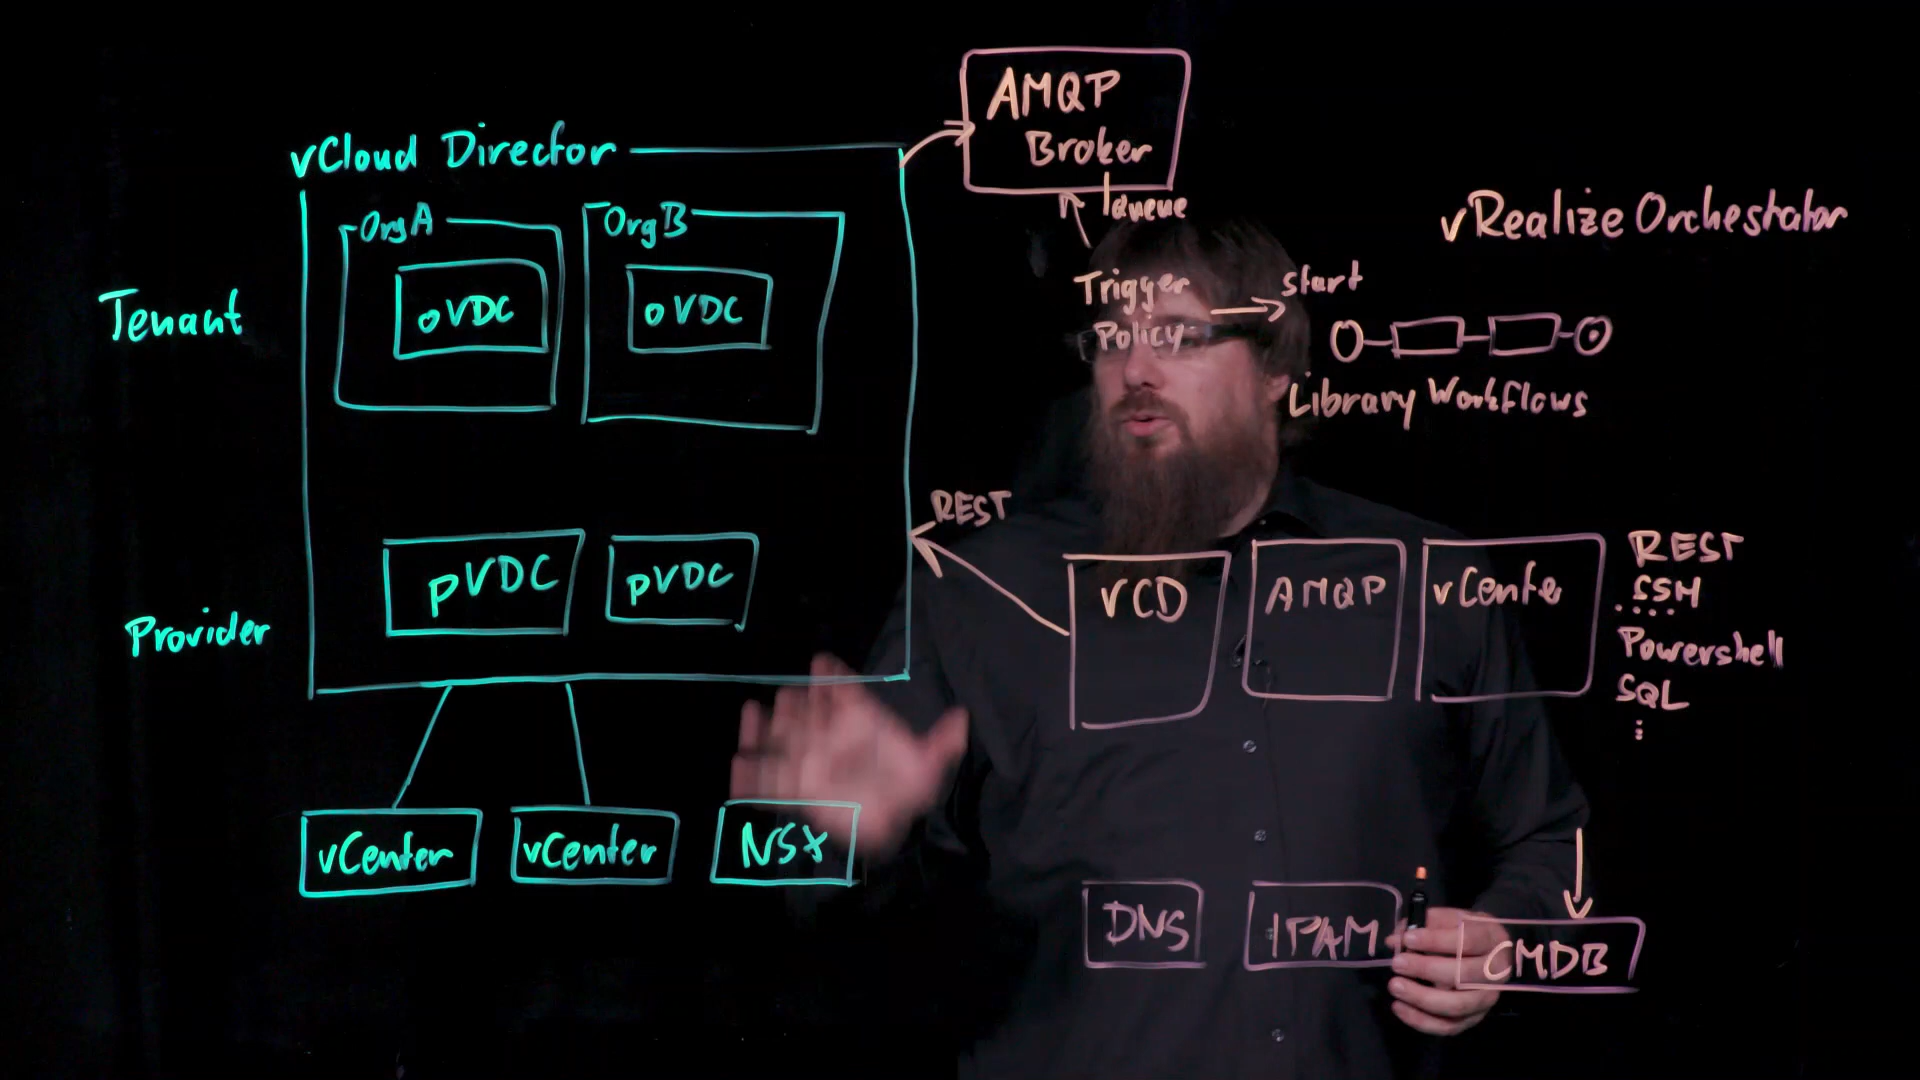 AMQP
Broker
queue
vCloud Director
OrgA
OrgB
oVDC
oVDC
Tenant
pVDC
pVDC
Provider
vCenter
vCenter
NSX
vRealize Orchestrator
Trigger
Policy
start
Library Workflows
REST
VCD
AMQP
vCente
REST
SSH
....
Powershell
SQL
⋮
DNS
IPAM
CMDB